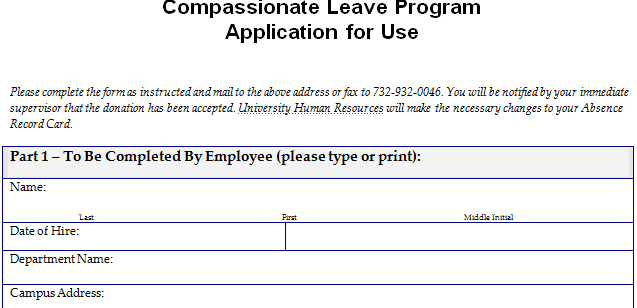 Compassionate Leave Program
Application for Use
Please complete the form as instructed and mail to the above address or fax to 732-932-0046. You will be notified by your immediate
supervisor that the donation has been accepted. University Human Resources will make the necessary changes to your Absence
Record Card.
Part 1 – To Be Completed By Employee (please type or print):
Name:
Last First Middle Initial
Date of Hire:
Department Name:
Campus Address: